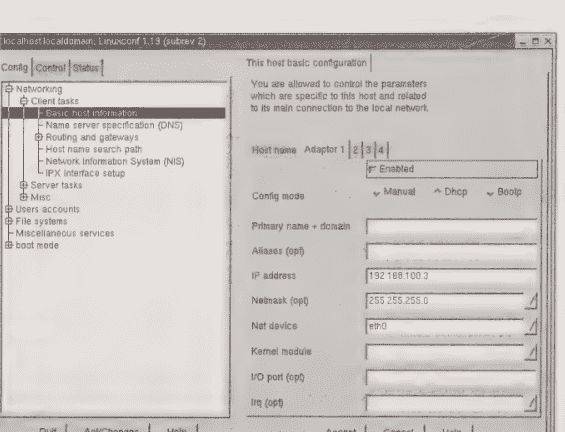 localhost.localdomain: Linuxconf 1.19 (subrev 2)
Config Control Status
Networking
Client tasks
Basic host information
Name server specification (DNS)
Routing and gateways
Host name search path
Network Information System (NIS)
IPX interface setup
Server tasks
Misc
Users accounts
File systems
Miscellaneous services
boot mode
Quit Act/Changes Help
This host basic configuration
You are allowed to control the parameters
which are specific to this host and related
to its main connection to the local network.
Host name Adaptor 1 2 3 4
Enabled
Config mode Manual Dhcp Bootp
Primary name + domain
Aliases (opt)
IP address 192.168.100.3
Netmask (opt) 255.255.255.0
Net device eth0
Kernel module
I/O port (opt)
Irq (opt)
Accept Cancel Help